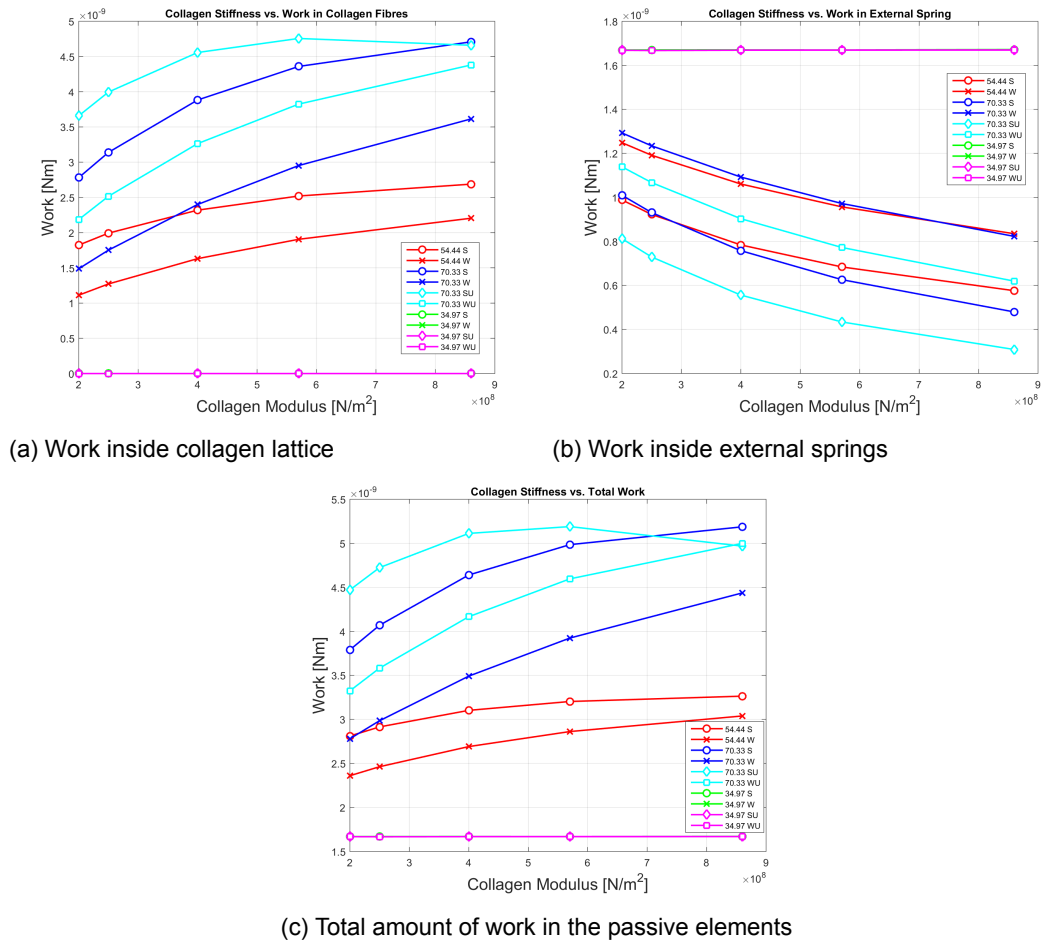 Collagen Stiffness vs. Work in Collagen Fibres
×10⁻⁹
5
4.5
4
3.5
3
2.5
2
1.5
1
0.5
0
Work [Nm]
54.44 S
54.44 W
70.33 S
70.33 W
70.33 SU
70.33 WU
34.97 S
34.97 W
34.97 SU
34.97 WU
2 3 4 5 6 7 8 9
×10⁸
Collagen Modulus [N/m²]
(a) Work inside collagen lattice
Collagen Stiffness vs. Work in External Spring
×10⁻⁹
1.8
1.6
1.4
1.2
1
0.8
0.6
0.4
0.2
Work [Nm]
54.44 S
54.44 W
70.33 S
70.33 W
70.33 SU
70.33 WU
34.97 S
34.97 W
34.97 SU
34.97 WU
2 3 4 5 6 7 8 9
×10⁸
Collagen Modulus [N/m²]
(b) Work inside external springs
Collagen Stiffness vs. Total Work
×10⁻⁹
5.5
5
4.5
4
3.5
3
2.5
2
1.5
Work [Nm]
54.44 S
54.44 W
70.33 S
70.33 W
70.33 SU
70.33 WU
34.97 S
34.97 W
34.97 SU
34.97 WU
2 3 4 5 6 7 8 9
×10⁸
Collagen Modulus [N/m²]
(c) Total amount of work in the passive elements